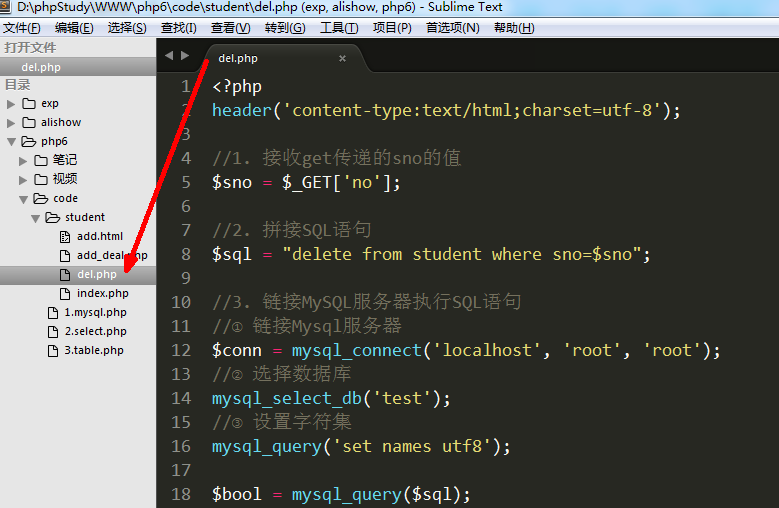 D:\phpStudy\WWW\php6\code\student\del.php (exp, alishow, php6) - Sublime Text
文件(F) 编辑(E) 选择(S) 查找(I) 查看(V) 转到(G) 工具(T) 项目(P) 首选项(N) 帮助(H)
打开文件
del.php
目录
exp
alishow
php6
笔记
视频
code
student
add.html
add_deal.php
del.php
index.php
1.mysql.php
2.select.php
3.table.php
del.php ×
1 <?php
2 header('content-type:text/html;charset=utf-8');
3
4 //1. 接收get传递的sno的值
5 $sno = $_GET['no'];
6
7 //2. 拼接SQL语句
8 $sql = "delete from student where sno=$sno";
9
10 //3. 链接MySQL服务器执行SQL语句
11 //① 链接Mysql服务器
12 $conn = mysql_connect('localhost', 'root', 'root');
13 //② 选择数据库
14 mysql_select_db('test');
15 //③ 设置字符集
16 mysql_query('set names utf8');
17
18 $bool = mysql_query($sql);